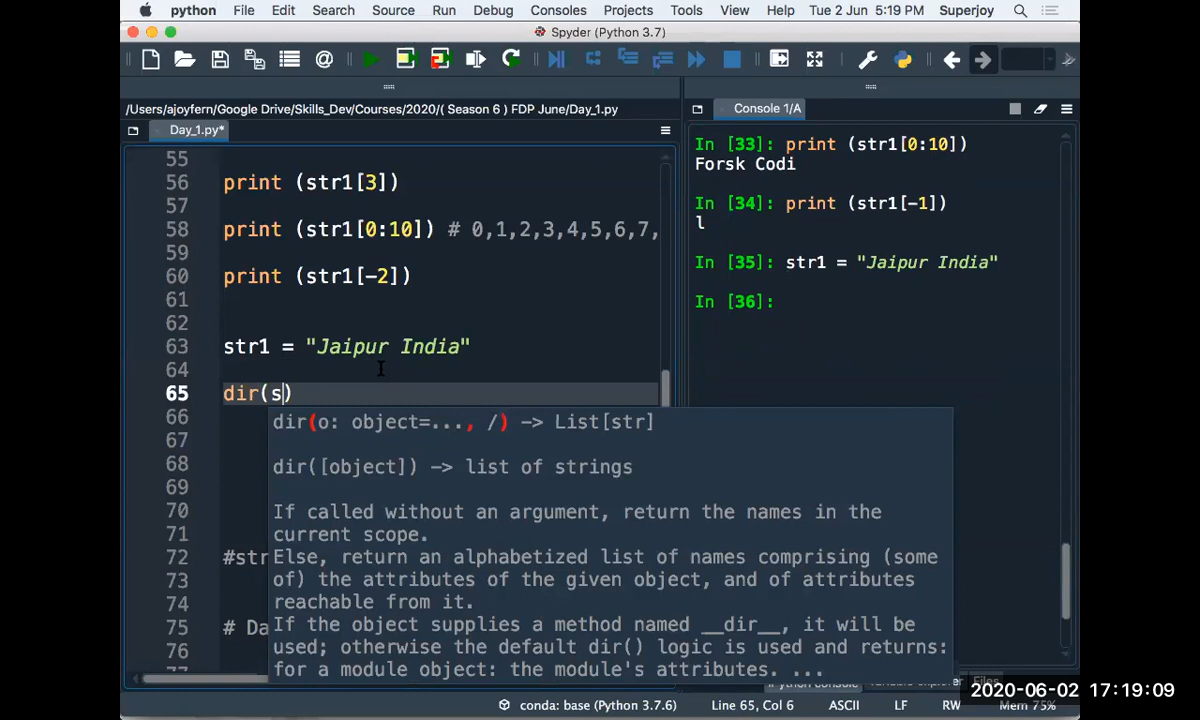 python File Edit Search Source Run Debug Consoles Projects Tools View Help Tue 2 Jun 5:19 PM Superjoy
Spyder (Python 3.7)
/Users/ajoyfern/Google Drive/Skills_Dev/Courses/2020/( Season 6 ) FDP June/Day_1.py
Day_1.py*
55
56 print (str1[3])
57
58 print (str1[0:10]) # 0,1,2,3,4,5,6,7,
59
60 print (str1[-2])
61
62
63 str1 = "Jaipur India"
64
65 dir(s)
66
67
68
69
70
71
72 #str
73
74
75 # Da
76
77
dir(o: object=..., /) -> List[str]
dir([object]) -> list of strings
If called without an argument, return the names in the
current scope.
Else, return an alphabetized list of names comprising (some
of) the attributes of the given object, and of attributes
reachable from it.
If the object supplies a method named __dir__, it will be
used; otherwise the default dir() logic is used and returns:
for a module object: the module's attributes. ...
Console 1/A
In [33]: print (str1[0:10])
Forsk Codi
In [34]: print (str1[-1])
l
In [35]: str1 = "Jaipur India"
In [36]:
2020-06-02 17:19:09
conda: base (Python 3.7.6) Line 65, Col 6 ASCII LF RW Mem 75%